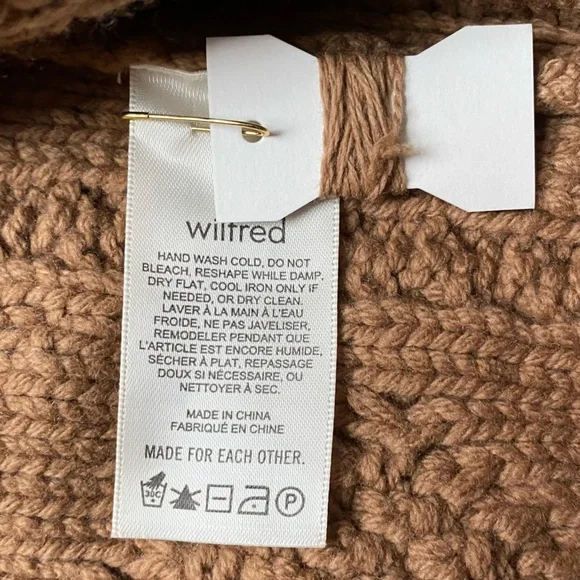 wilfred
HAND WASH COLD, DO NOT
BLEACH, RESHAPE WHILE DAMP,
DRY FLAT, COOL IRON ONLY IF
NEEDED, OR DRY CLEAN.
LAVER À LA MAIN À L'EAU
FROIDE, NE PAS JAVELISER,
REMODELER PENDANT QUE
L'ARTICLE EST ENCORE HUMIDE,
SÉCHER À PLAT, REPASSAGE
DOUX SI NÉCESSAIRE, OU
NETTOYER À SEC.
MADE IN CHINA
FABRIQUÉ EN CHINE
MADE FOR EACH OTHER.
30C P